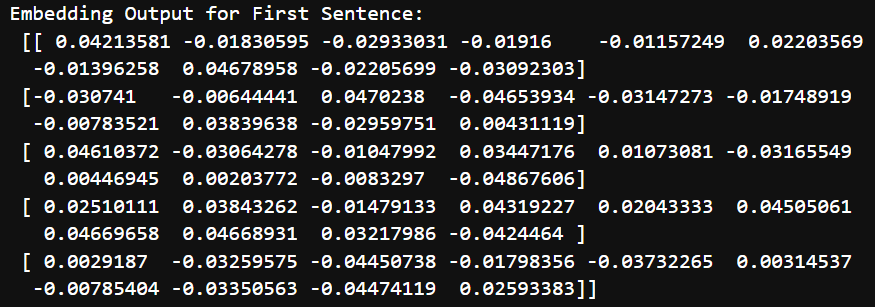 Embedding Output for First Sentence:
[[ 0.04213581 -0.01830595 -0.02933031 -0.01916    -0.01157249  0.02203569
  -0.01396258  0.04678958 -0.02205699 -0.03092303]
 [-0.030741   -0.00644441  0.0470238  -0.04653934 -0.03147273 -0.01748919
  -0.00783521  0.03839638 -0.02959751  0.00431119]
 [ 0.04610372 -0.03064278 -0.01047992  0.03447176  0.01073081 -0.03165549
   0.00446945  0.00203772 -0.0083297  -0.04867606]
 [ 0.02510111  0.03843262 -0.01479133  0.04319227  0.02043333  0.04505061
   0.04669658  0.04668931  0.03217986 -0.0424464 ]
 [ 0.0029187  -0.03259575 -0.04450738 -0.01798356 -0.03732265  0.00314537
  -0.00785404 -0.03350563 -0.04474119  0.02593383]]